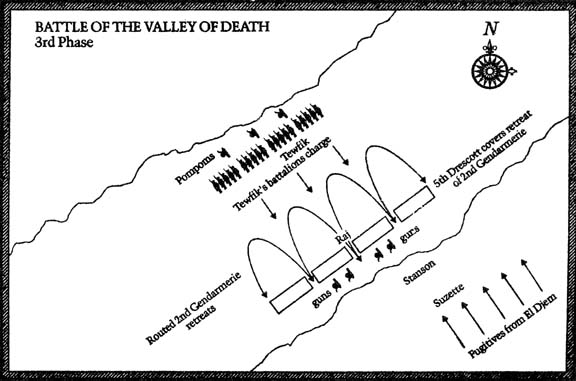 BATTLE OF THE VALLEY OF DEATH
3rd Phase
N
Pompoms
Tewfik
Tewfik's battalions charge
5th Drescott covers retreat
of 2nd Gendarmerie
Raj
guns
guns
Routed 2nd Gendarmerie
retreats
Stanson
Suzette
Fugitives from El Djem